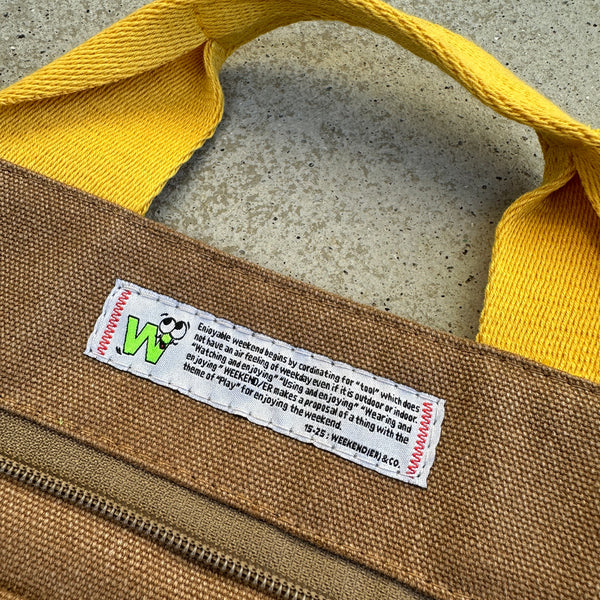 W
Enjoyable weekend begins by cordinating for "tool" which does
not have an air feeling of weekday even if it is outdoor or indoor.
"Watching and enjoying" "Using and enjoying" "Wearing and
enjoying" WEEKEND/ER makes a proposal of a thing with the
theme of "Play" for enjoying the weekend.
15-25 : WEEKEND(ER) & CO.